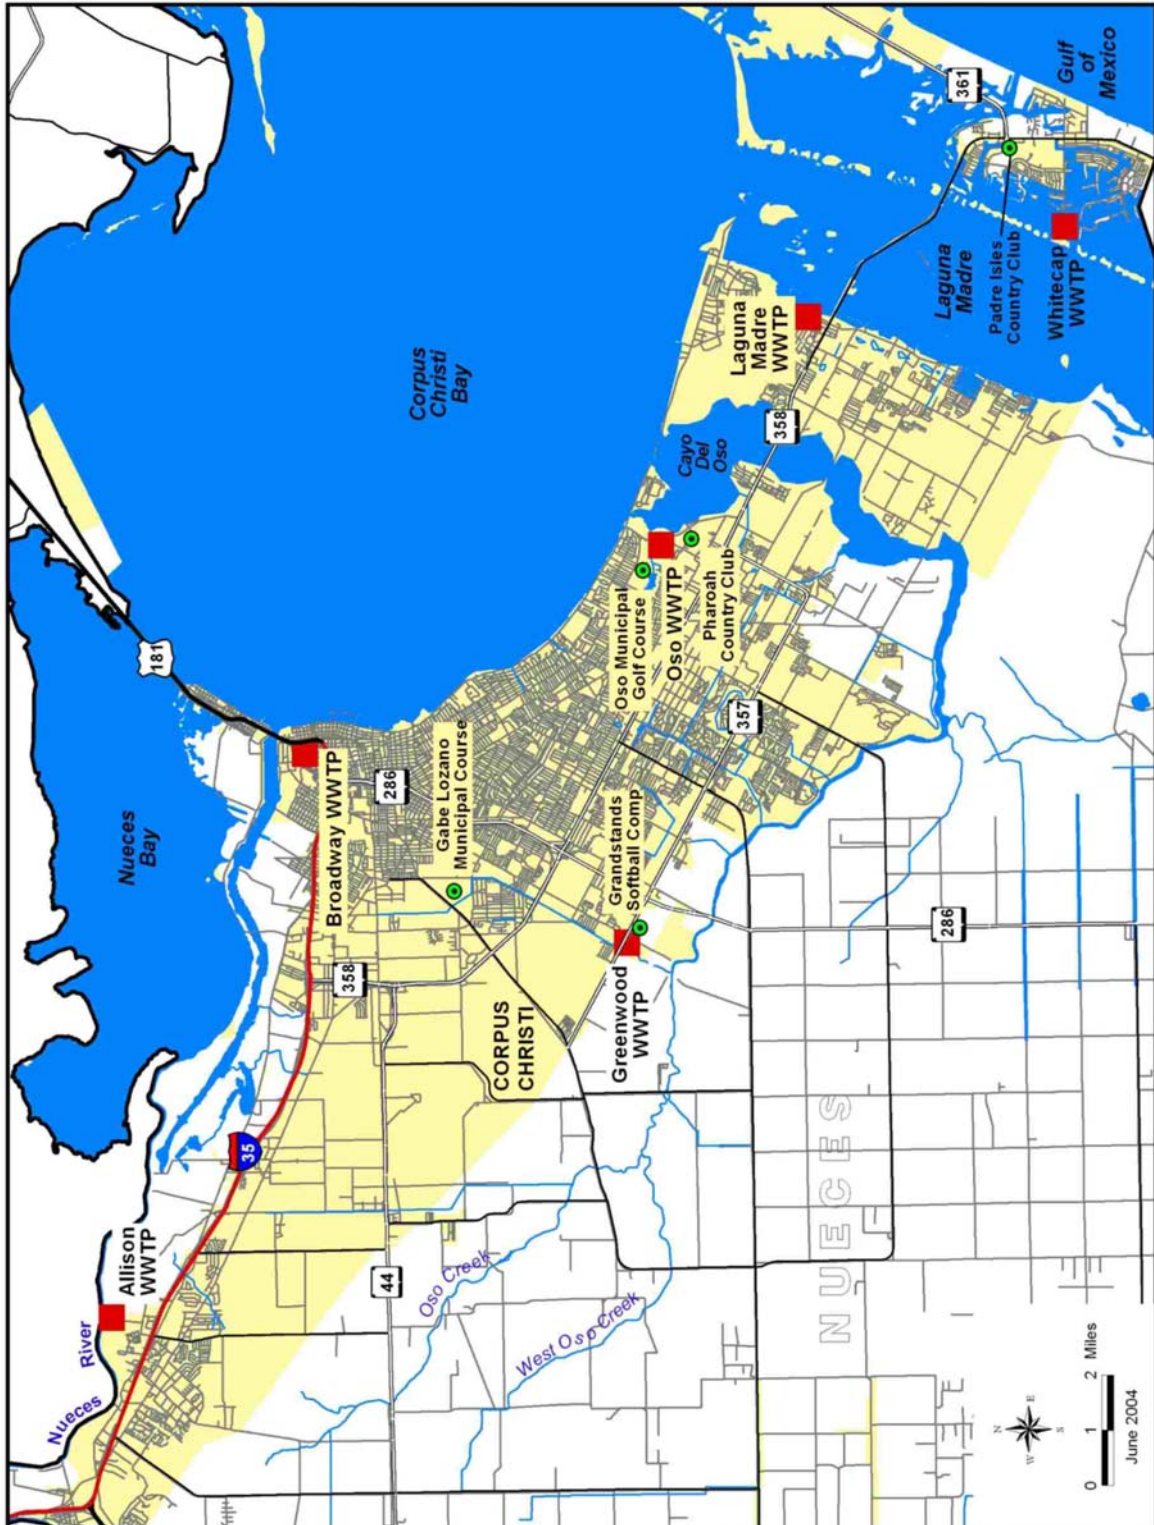 Nueces
River
Allison
WWTP
35
Nueces
Bay
181
Corpus
Christi
Bay
Broadway WWTP
286
358
44
Gabe Lozano
Municipal Course
CORPUS
CHRISTI
Oso Creek
West Oso Creek
Greenwood
WWTP
Grandstands
Softball Comp
Oso Municipal
Golf Course
Oso WWTP
Pharoah
Country Club
357
Cayo
Del
Oso
358
Laguna
Madre
WWTP
361
Gulf
of
Mexico
Laguna
Madre
Padre Isles
Country Club
Whitecap
WWTP
286
NUECES
N
E
S
W
0 1 2 Miles
June 2004